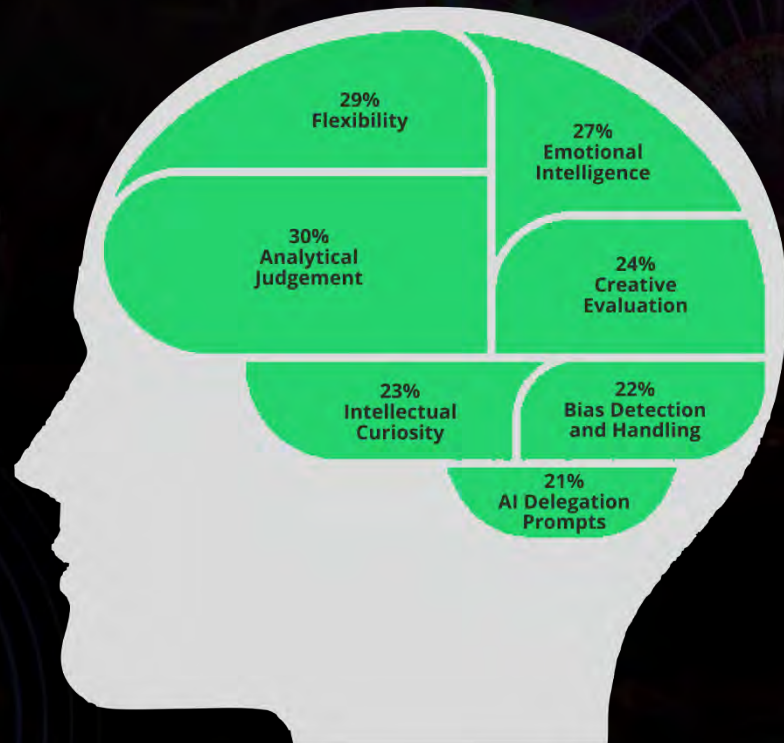 29%
Flexibility
27%
Emotional
Intelligence
30%
Analytical
Judgement
24%
Creative
Evaluation
23%
Intellectual
Curiosity
22%
Bias Detection
and Handling
21%
AI Delegation
Prompts